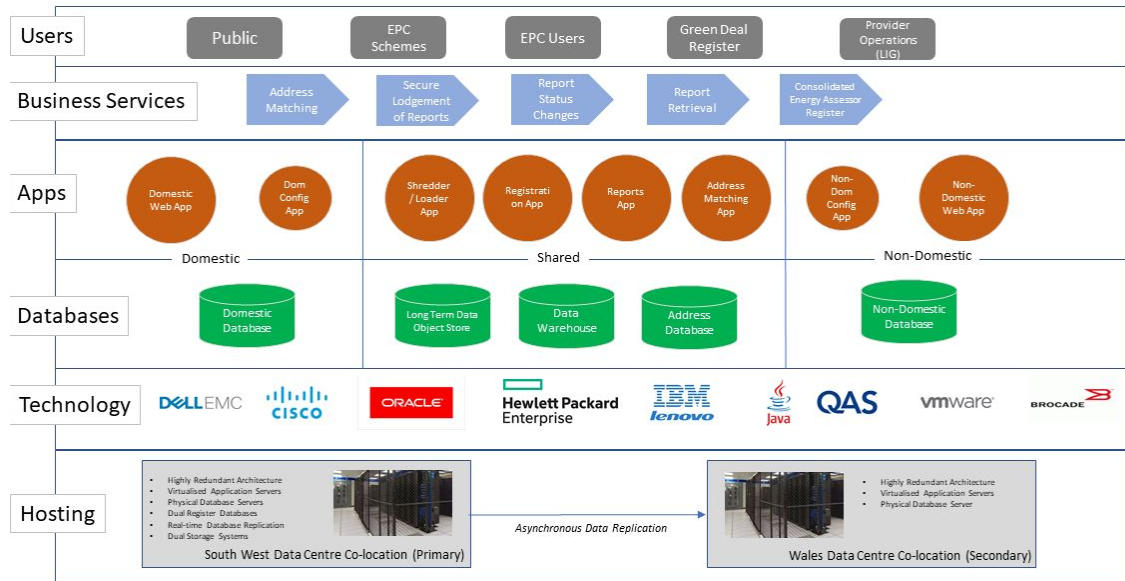 Users
Public
EPC
Schemes
EPC Users
Green Deal
Register
Provider
Operations
(LIG)
Business Services
Address
Matching
Secure
Lodgement
of Reports
Report
Status
Changes
Report
Retrieval
Consolidated
Energy Assessor
Register
Apps
Domestic
Web App
Dom
Config
App
Shredder
/ Loader
App
Registrati
on App
Reports
App
Address
Matching
App
Non-
Dom
Config
App
Non-
Domestic
Web App
Domestic
Shared
Non-Domestic
Databases
Domestic
Database
Long Term Data
Object Store
Data
Warehouse
Address
Database
Non-Domestic
Database
Technology
DELL EMC
CISCO
ORACLE
Hewlett Packard
Enterprise
IBM
lenovo
Java
QAS
vmware
BROCADE
Hosting
• Highly Redundant Architecture
• Virtualised Application Servers
• Physical Database Servers
• Dual Register Databases
• Real-time Database Replication
• Dual Storage Systems
South West Data Centre Co-location (Primary)
Asynchronous Data Replication
• Highly Redundant Architecture
• Virtualised Application Servers
• Physical Database Server
Wales Data Centre Co-location (Secondary)